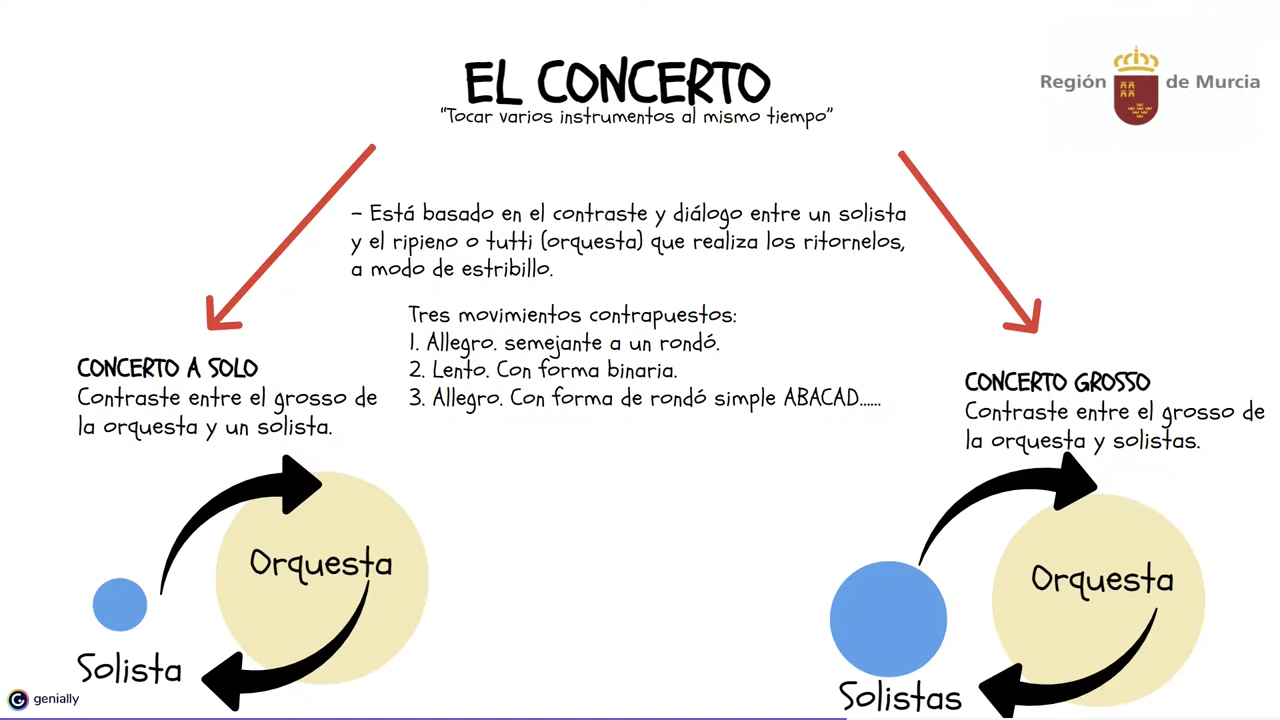 EL CONCERTO
“Tocar varios instrumentos al mismo tiempo”
Región de Murcia
- Está basado en el contraste y diálogo entre un solista
y el ripieno o tutti (orquesta) que realiza los ritornelos,
a modo de estribillo.
Tres movimientos contrapuestos:
1. Allegro. semejante a un rondó.
2. Lento. Con forma binaria.
3. Allegro. Con forma de rondó simple ABACAD......
CONCERTO A SOLO
Contraste entre el grosso de
la orquesta y un solista.
Orquesta
Solista
CONCERTO GROSSO
Contraste entre el grosso de
la orquesta y solistas.
Orquesta
Solistas
genially